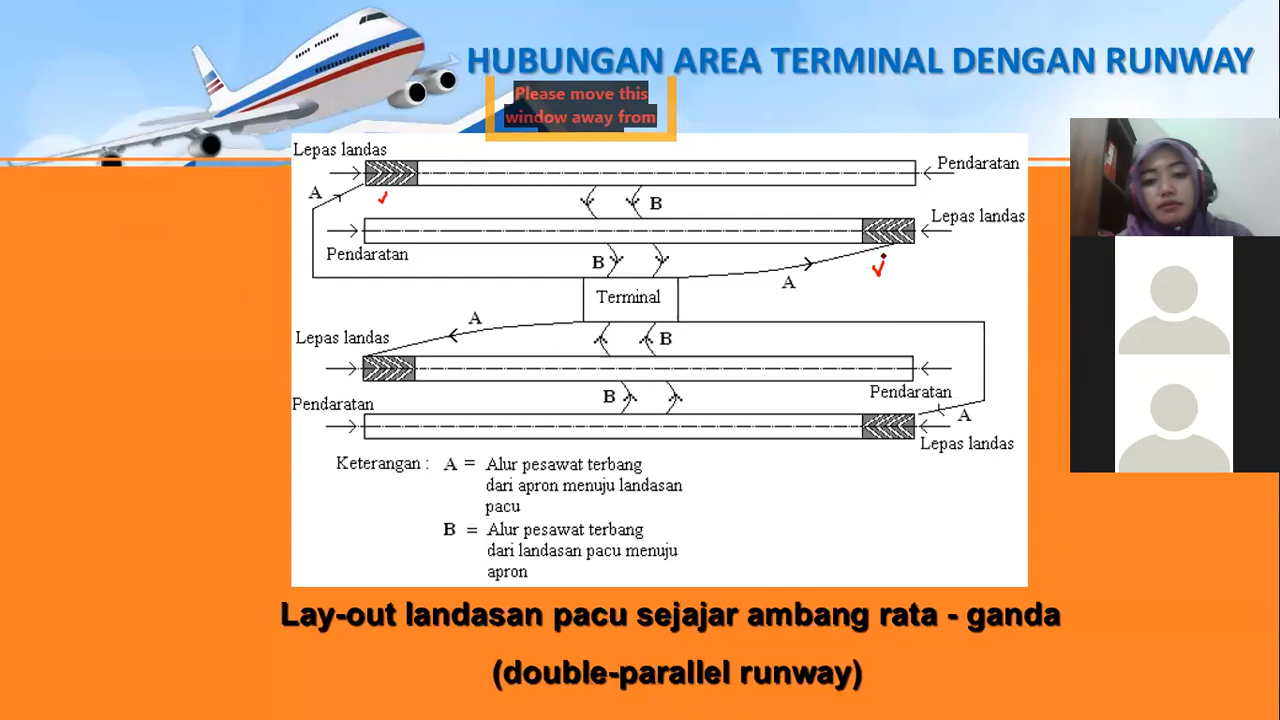 HUBUNGAN AREA TERMINAL DENGAN RUNWAY
Please move this
window away from
Lepas landas
Pendaratan
A
B
Lepas landas
Pendaratan
B
A
Terminal
A
Lepas landas
B
Pendaratan
Pendaratan
B
A
Lepas landas
Keterangan : A = Alur pesawat terbang
dari apron menuju landasan
pacu
B = Alur pesawat terbang
dari landasan pacu menuju
apron
Lay-out landasan pacu sejajar ambang rata - ganda
(double-parallel runway)